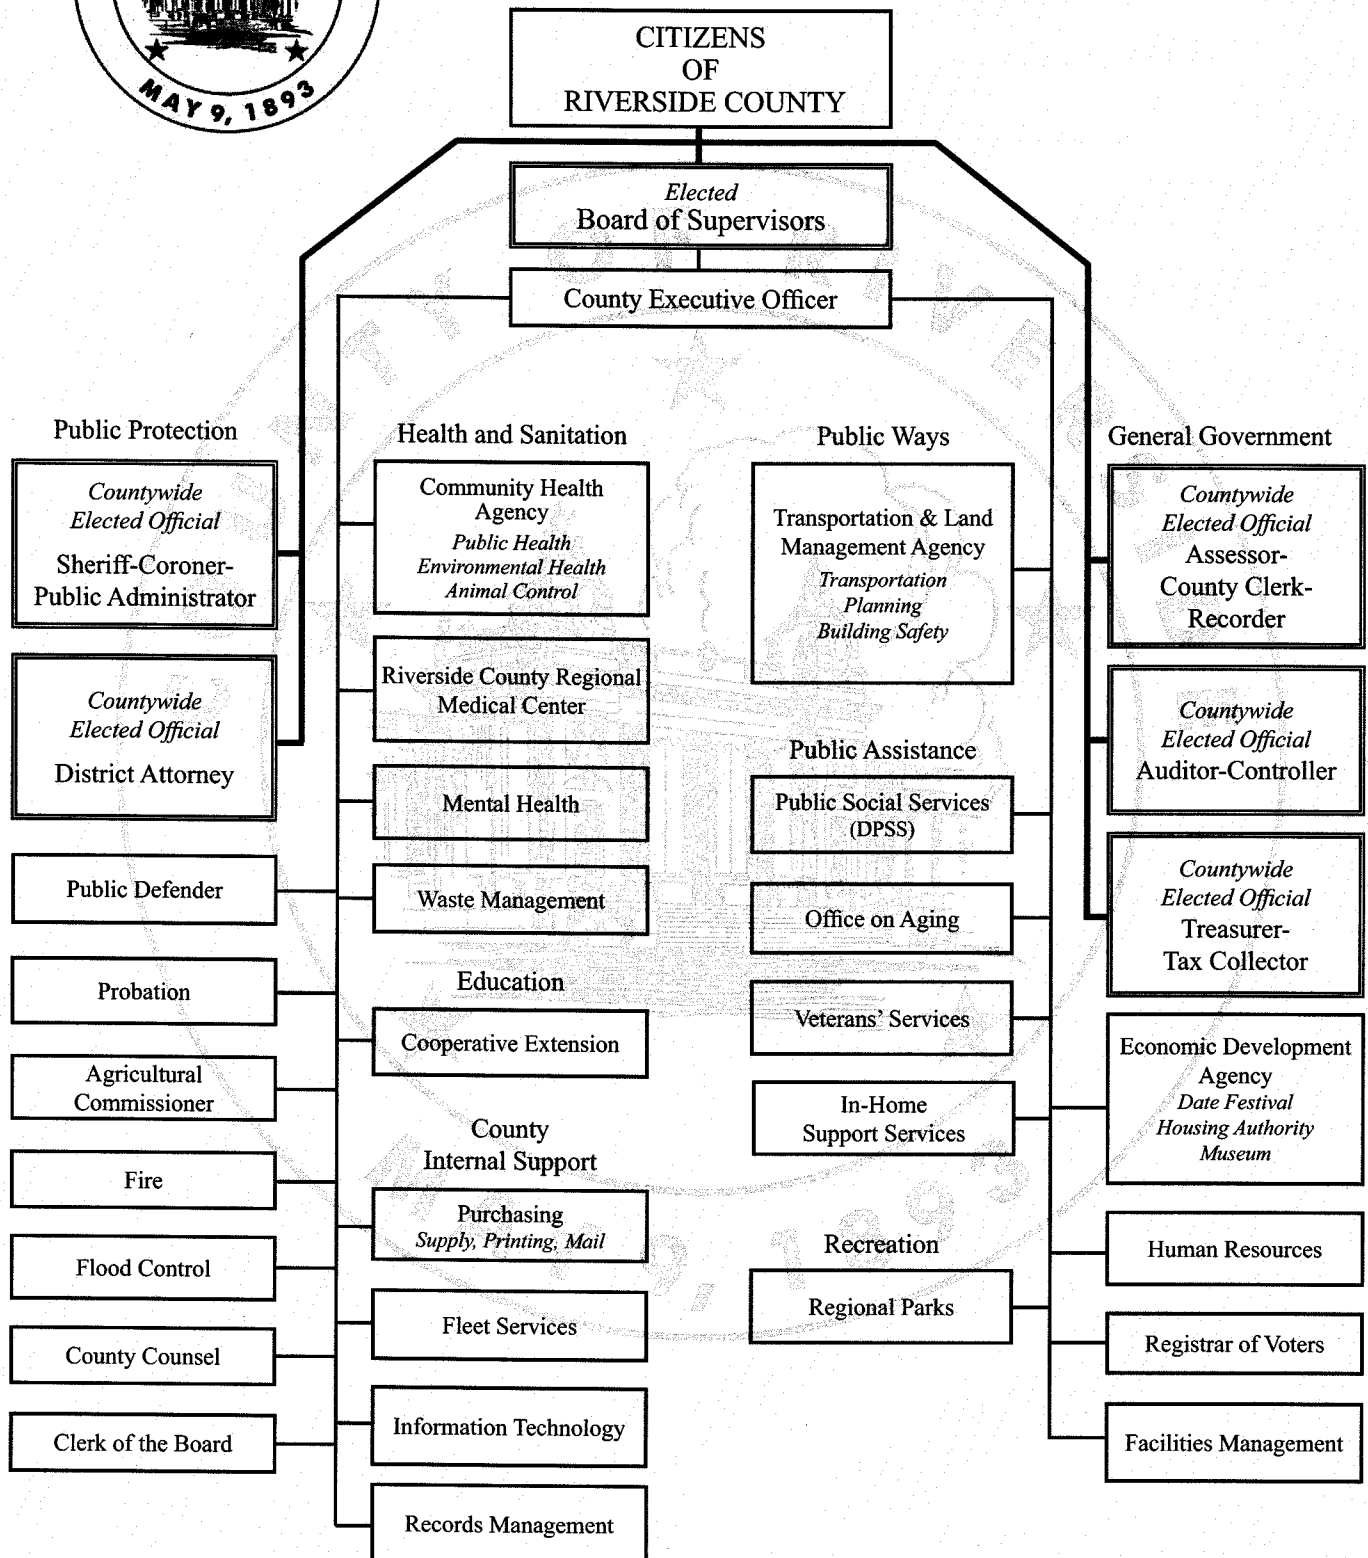 MAY 9, 1893
CITIZENS
OF
RIVERSIDE COUNTY
Elected
Board of Supervisors
County Executive Officer
Public Protection
Countywide
Elected Official
Sheriff-Coroner-
Public Administrator
Countywide
Elected Official
District Attorney
Public Defender
Probation
Agricultural
Commissioner
Fire
Flood Control
County Counsel
Clerk of the Board
Health and Sanitation
Community Health
Agency
Public Health
Environmental Health
Animal Control
Riverside County Regional
Medical Center
Mental Health
Waste Management
Education
Cooperative Extension
County
Internal Support
Purchasing
Supply, Printing, Mail
Fleet Services
Information Technology
Records Management
Public Ways
Transportation & Land
Management Agency
Transportation
Planning
Building Safety
Public Assistance
Public Social Services
(DPSS)
Office on Aging
Veterans' Services
In-Home
Support Services
Recreation
Regional Parks
General Government
Countywide
Elected Official
Assessor-
County Clerk-
Recorder
Countywide
Elected Official
Auditor-Controller
Countywide
Elected Official
Treasurer-
Tax Collector
Economic Development
Agency
Date Festival
Housing Authority
Museum
Human Resources
Registrar of Voters
Facilities Management